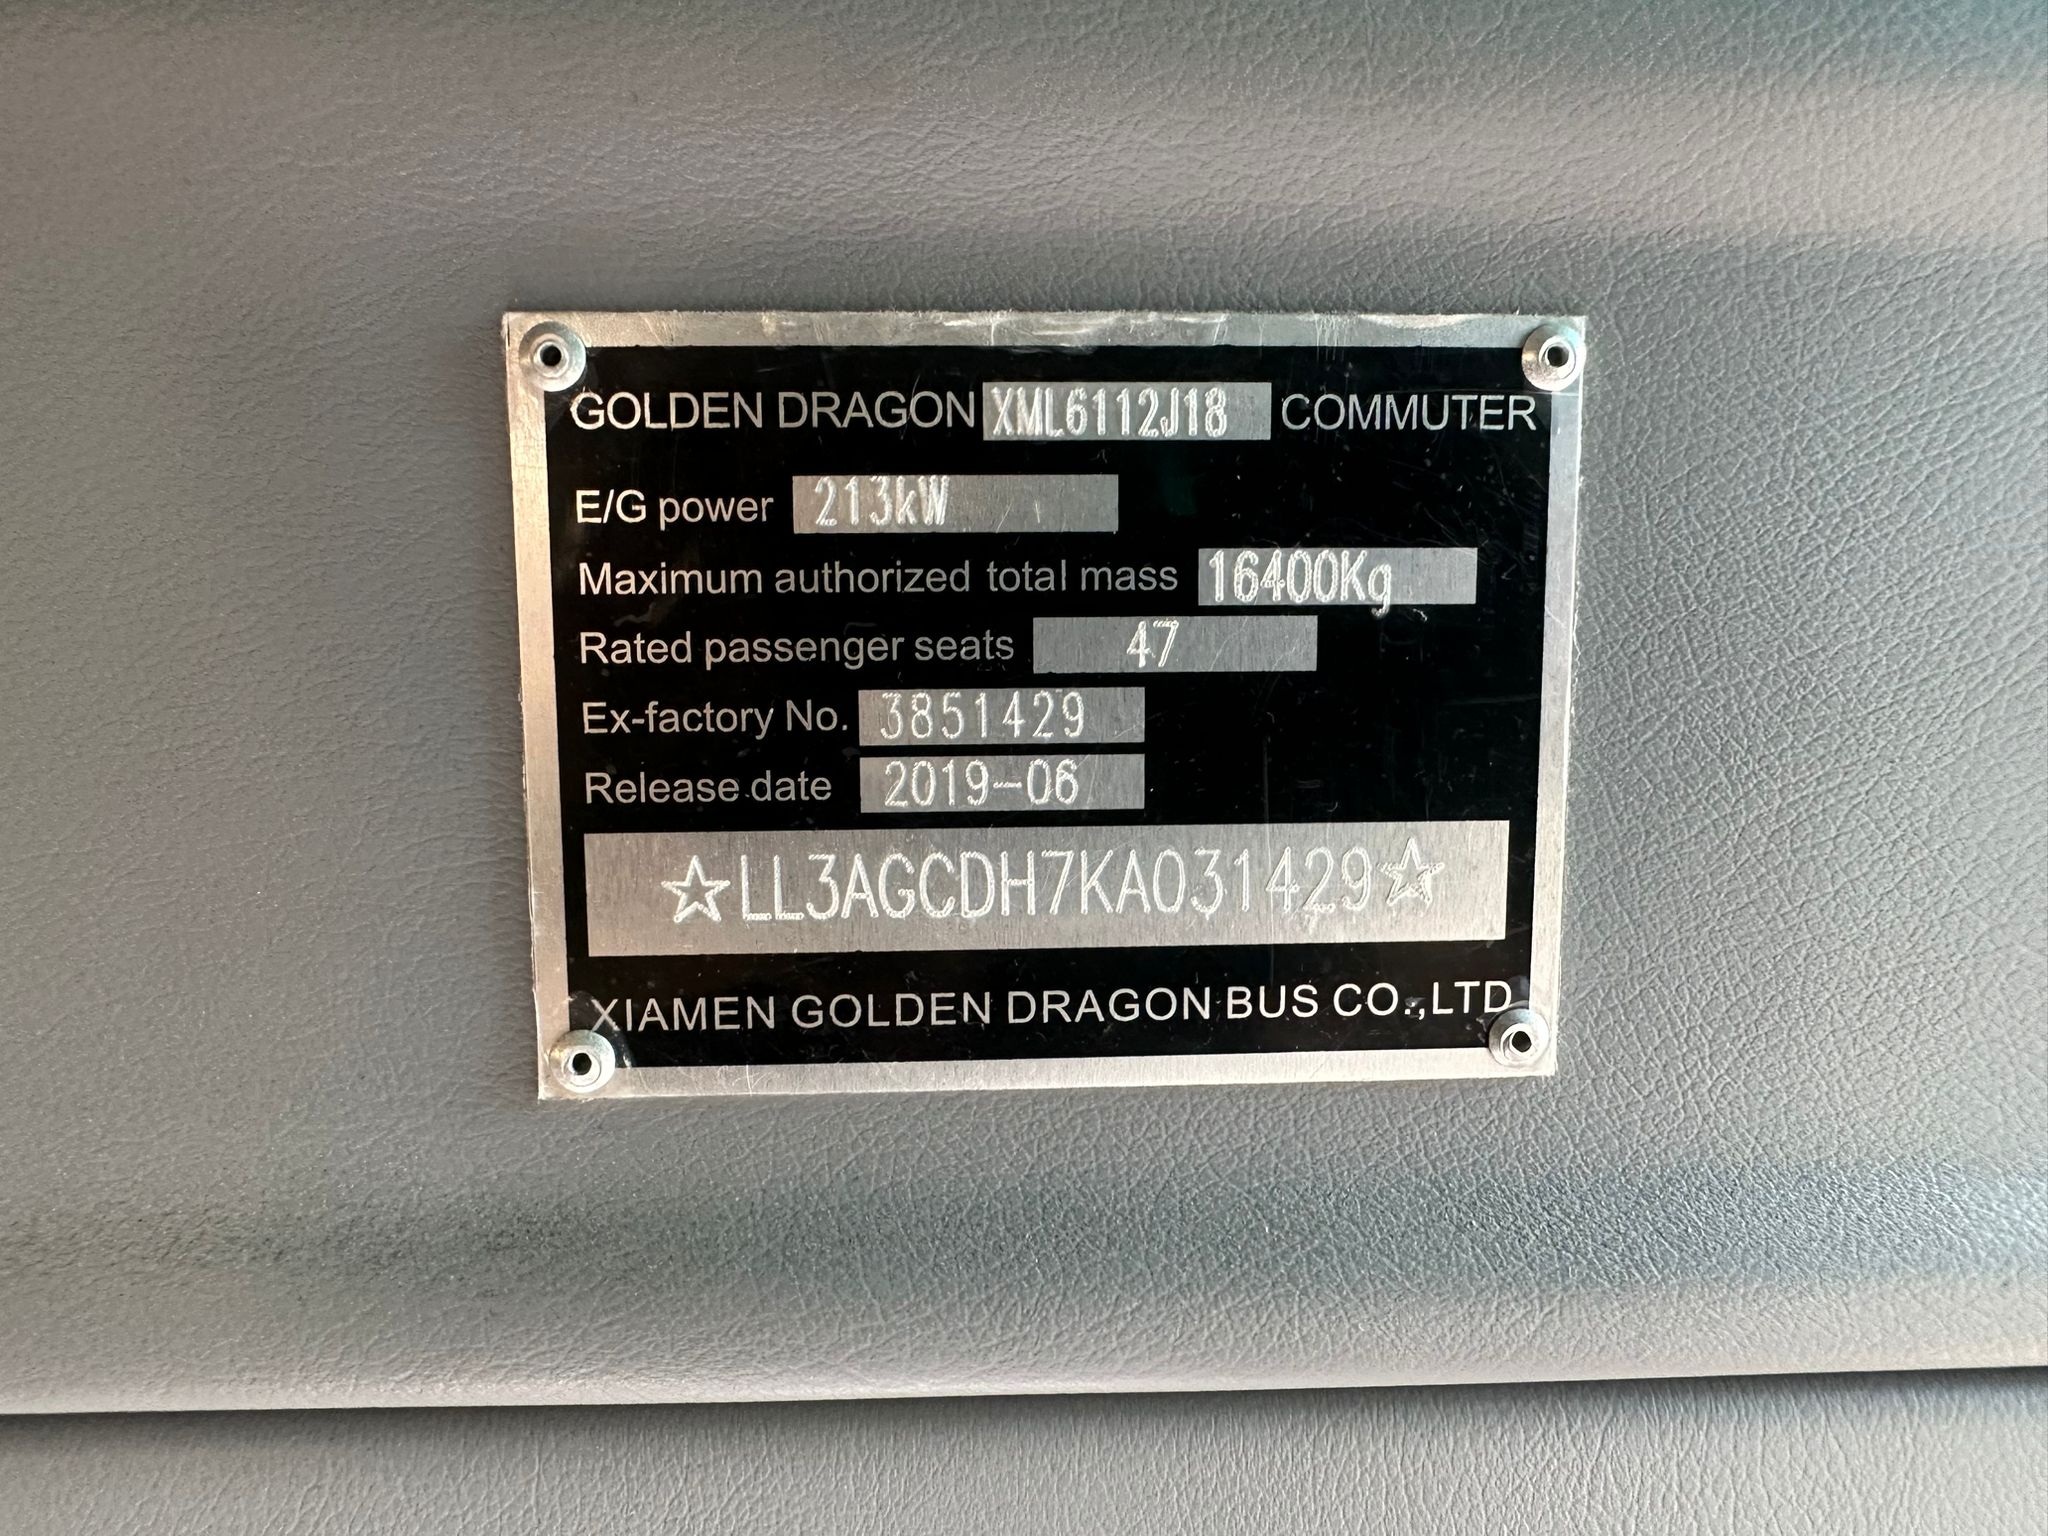 GOLDEN DRAGON XML6112J18 COMMUTER
E/G power 213kW
Maximum authorized total mass 16400Kg
Rated passenger seats 47
Ex-factory No. 3851429
Release date 2019-06
☆LL3AGCDH7KA031429☆
XIAMEN GOLDEN DRAGON BUS CO.,LTD